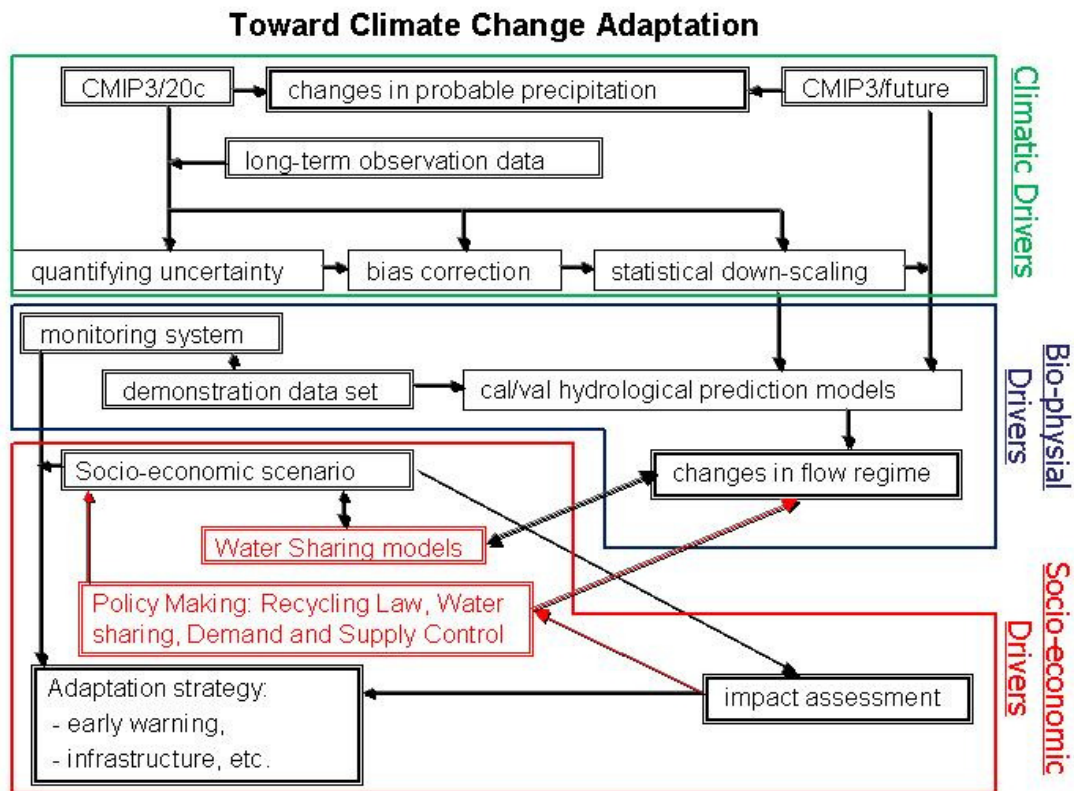 Toward Climate Change Adaptation
CMIP3/20c
changes in probable precipitation
CMIP3/future
long-term observation data
quantifying uncertainty
bias correction
statistical down-scaling
Climatic Drivers
monitoring system
demonstration data set
cal/val hydrological prediction models
Bio-physial
Drivers
Socio-economic scenario
changes in flow regime
Water Sharing models
Policy Making: Recycling Law, Water
sharing, Demand and Supply Control
Adaptation strategy:
- early warning,
- infrastructure, etc.
impact assessment
Socio-economic
Drivers